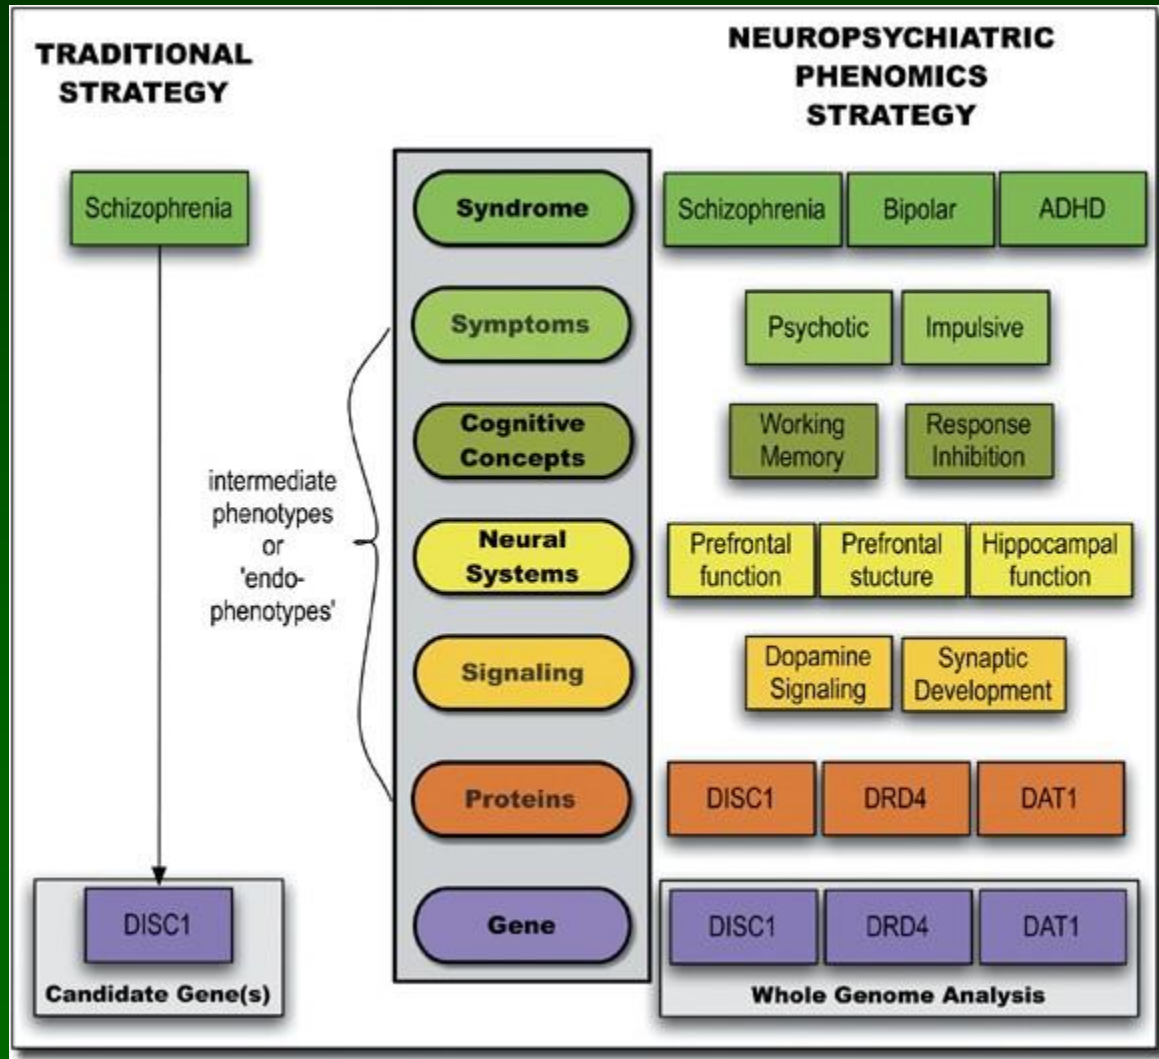 TRADITIONAL
STRATEGY
NEUROPSYCHIATRIC
PHENOMICS
STRATEGY
Schizophrenia
Syndrome
Schizophrenia
Bipolar
ADHD
Symptoms
Psychotic
Impulsive
Cognitive
Concepts
Working
Memory
Response
Inhibition
intermediate
phenotypes
or
'endo-
phenotypes'
Neural
Systems
Prefrontal
function
Prefrontal
stucture
Hippocampal
function
Signaling
Dopamine
Signaling
Synaptic
Development
Proteins
DISC1
DRD4
DAT1
DISC1
Candidate Gene(s)
Gene
DISC1
DRD4
DAT1
Whole Genome Analysis